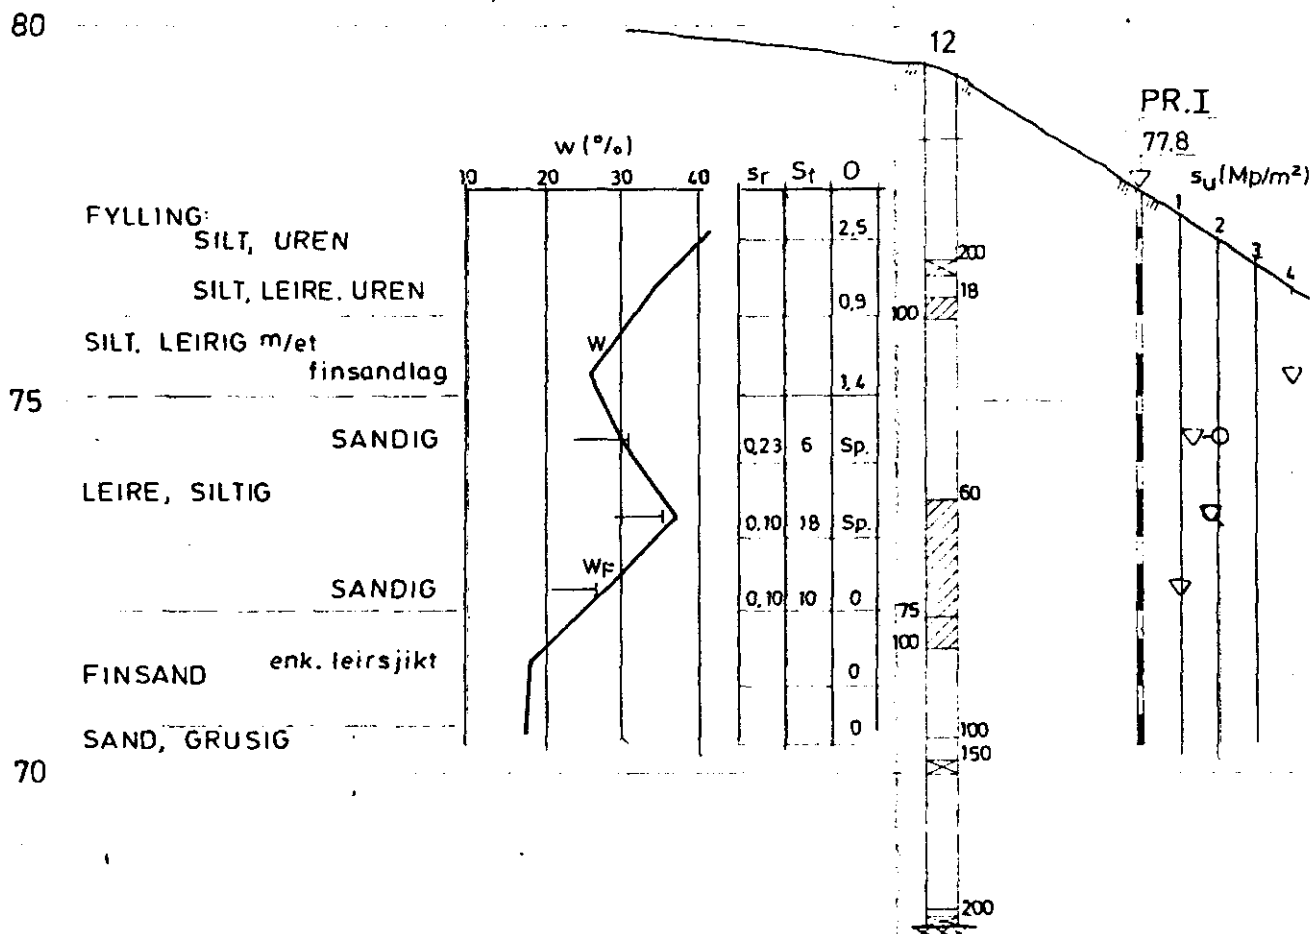 80
12
PR.I
77.8
w (%)
10 20 30 40
sr St O
su (Mp/m²)
1
2
3
4
FYLLING:
SILT, UREN
2,5
200
SILT, LEIRE. UREN
0,9
18
100
SILT, LEIRIG m/et
finsandlag
W
1,4
75
SANDIG
0,23 6 Sp.
LEIRE, SILTIG
60
0,10 18 Sp.
WF
SANDIG
0,10 10 0
75
100
enk. leirsjikt
FINSAND
0
SAND, GRUSIG
0
100
150
70
200